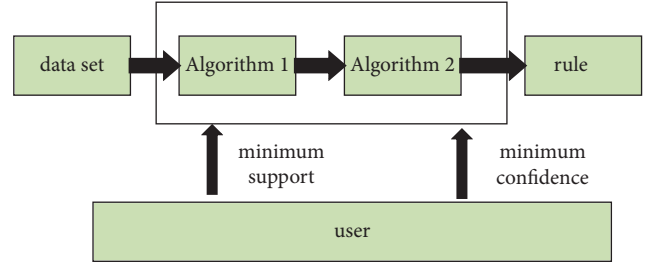 data set
Algorithm 1
Algorithm 2
rule
minimum
support
minimum
confidence
user